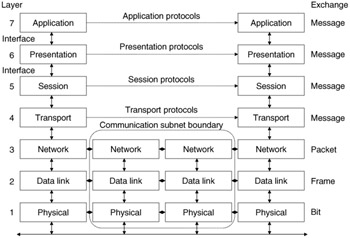 Layer Exchange
7 Application Application protocols Application Message
Interface
6 Presentation Presentation protocols Presentation Message
Interface
5 Session Session protocols Session Message
4 Transport Transport protocols Transport Message
Communication subnet boundary
3 Network Network Network Network Packet
2 Data link Data link Data link Data link Frame
1 Physical Physical Physical Physical Bit